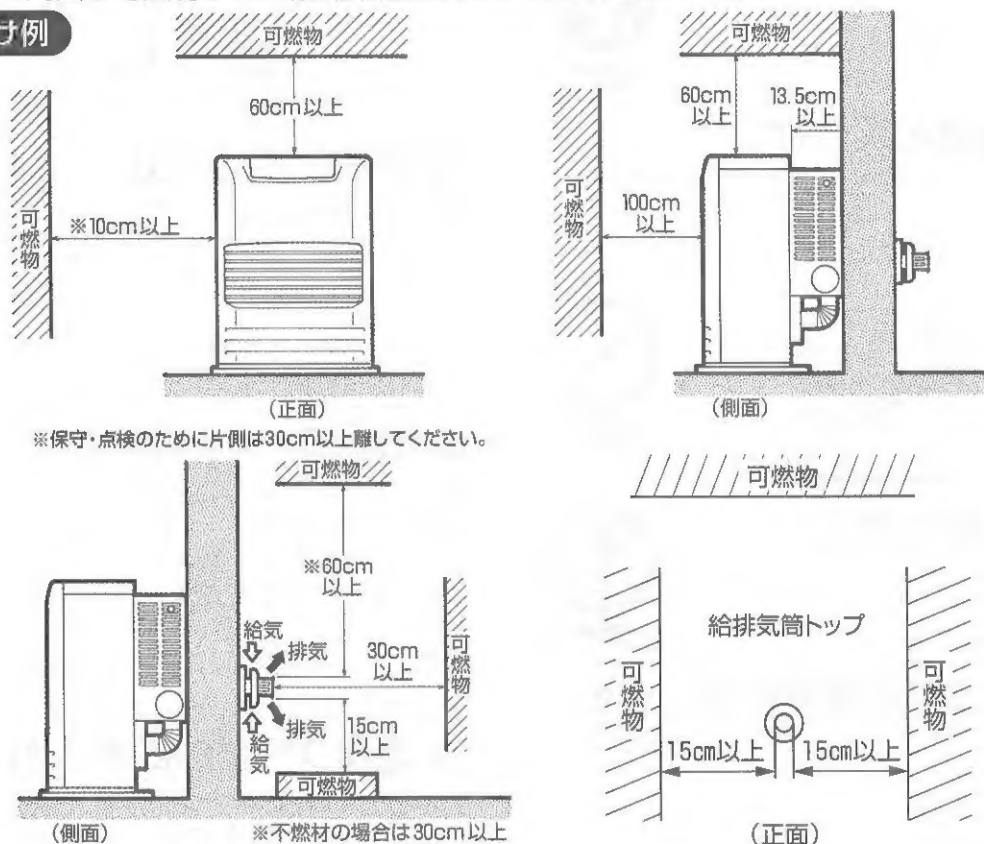 け例
可燃物
60cm以上
可燃物
※10cm以上
(正面)
※保守・点検のために片側は30cm以上離してください。
可燃物
60cm
以上
13.5cm
以上
可燃物
100cm
以上
(側面)
可燃物
※60cm
以上
給気
排気
30cm
以上
可燃物
排気
給気
15cm
以上
可燃物
(側面)
※不燃材の場合は30cm以上
可燃物
給排気筒トップ
可燃物
可燃物
15cm以上
15cm以上
(正面)